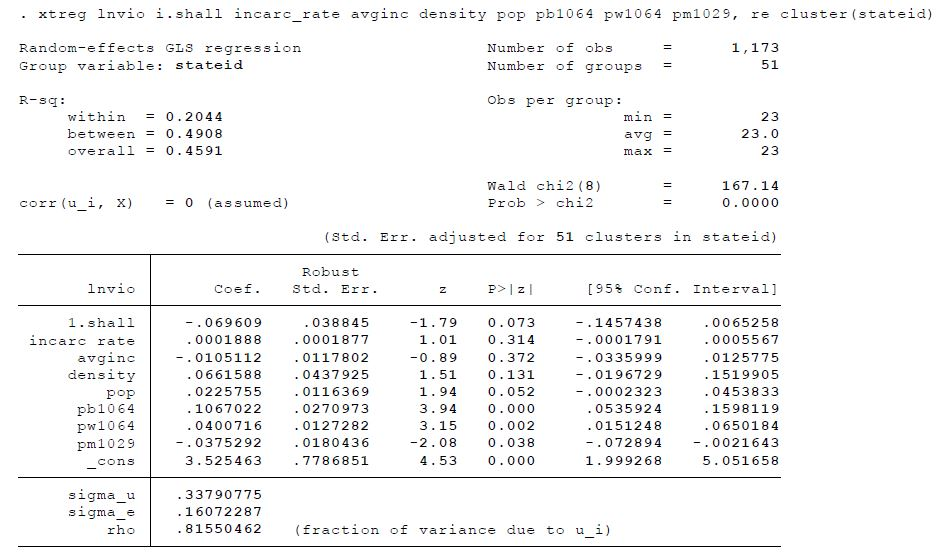 . xtreg lnvio i.shall incarc_rate avginc density pop pb1064 pw1064 pm1029, re cluster(stateid)
Random-effects GLS regression Number of obs = 1,173
Group variable: stateid Number of groups = 51
R-sq: Obs per group:
within = 0.2044 min = 23
between = 0.4908 avg = 23.0
overall = 0.4591 max = 23
Wald chi2(8) = 167.14
corr(u_i, X) = 0 (assumed) Prob > chi2 = 0.0000
(Std. Err. adjusted for 51 clusters in stateid)
Robust
lnvio Coef. Std. Err. z P>|z| [95% Conf. Interval]
1.shall -.069609 .038845 -1.79 0.073 -.1457438 .0065258
incarc rate .0001888 .0001877 1.01 0.314 -.0001791 .0005567
avginc -.0105112 .0117802 -0.89 0.372 -.0335999 .0125775
density .0661588 .0437925 1.51 0.131 -.0196729 .1519905
pop .0225755 .0116369 1.94 0.052 -.0002323 .0453833
pb1064 .1067022 .0270973 3.94 0.000 .0535924 .1598119
pw1064 .0400716 .0127282 3.15 0.002 .0151248 .0650184
pm1029 -.0375292 .0180436 -2.08 0.038 -.072894 -.0021643
_cons 3.525463 .7786851 4.53 0.000 1.999268 5.051658
sigma_u .33790775
sigma_e .16072287
rho .81550462 (fraction of variance due to u_i)